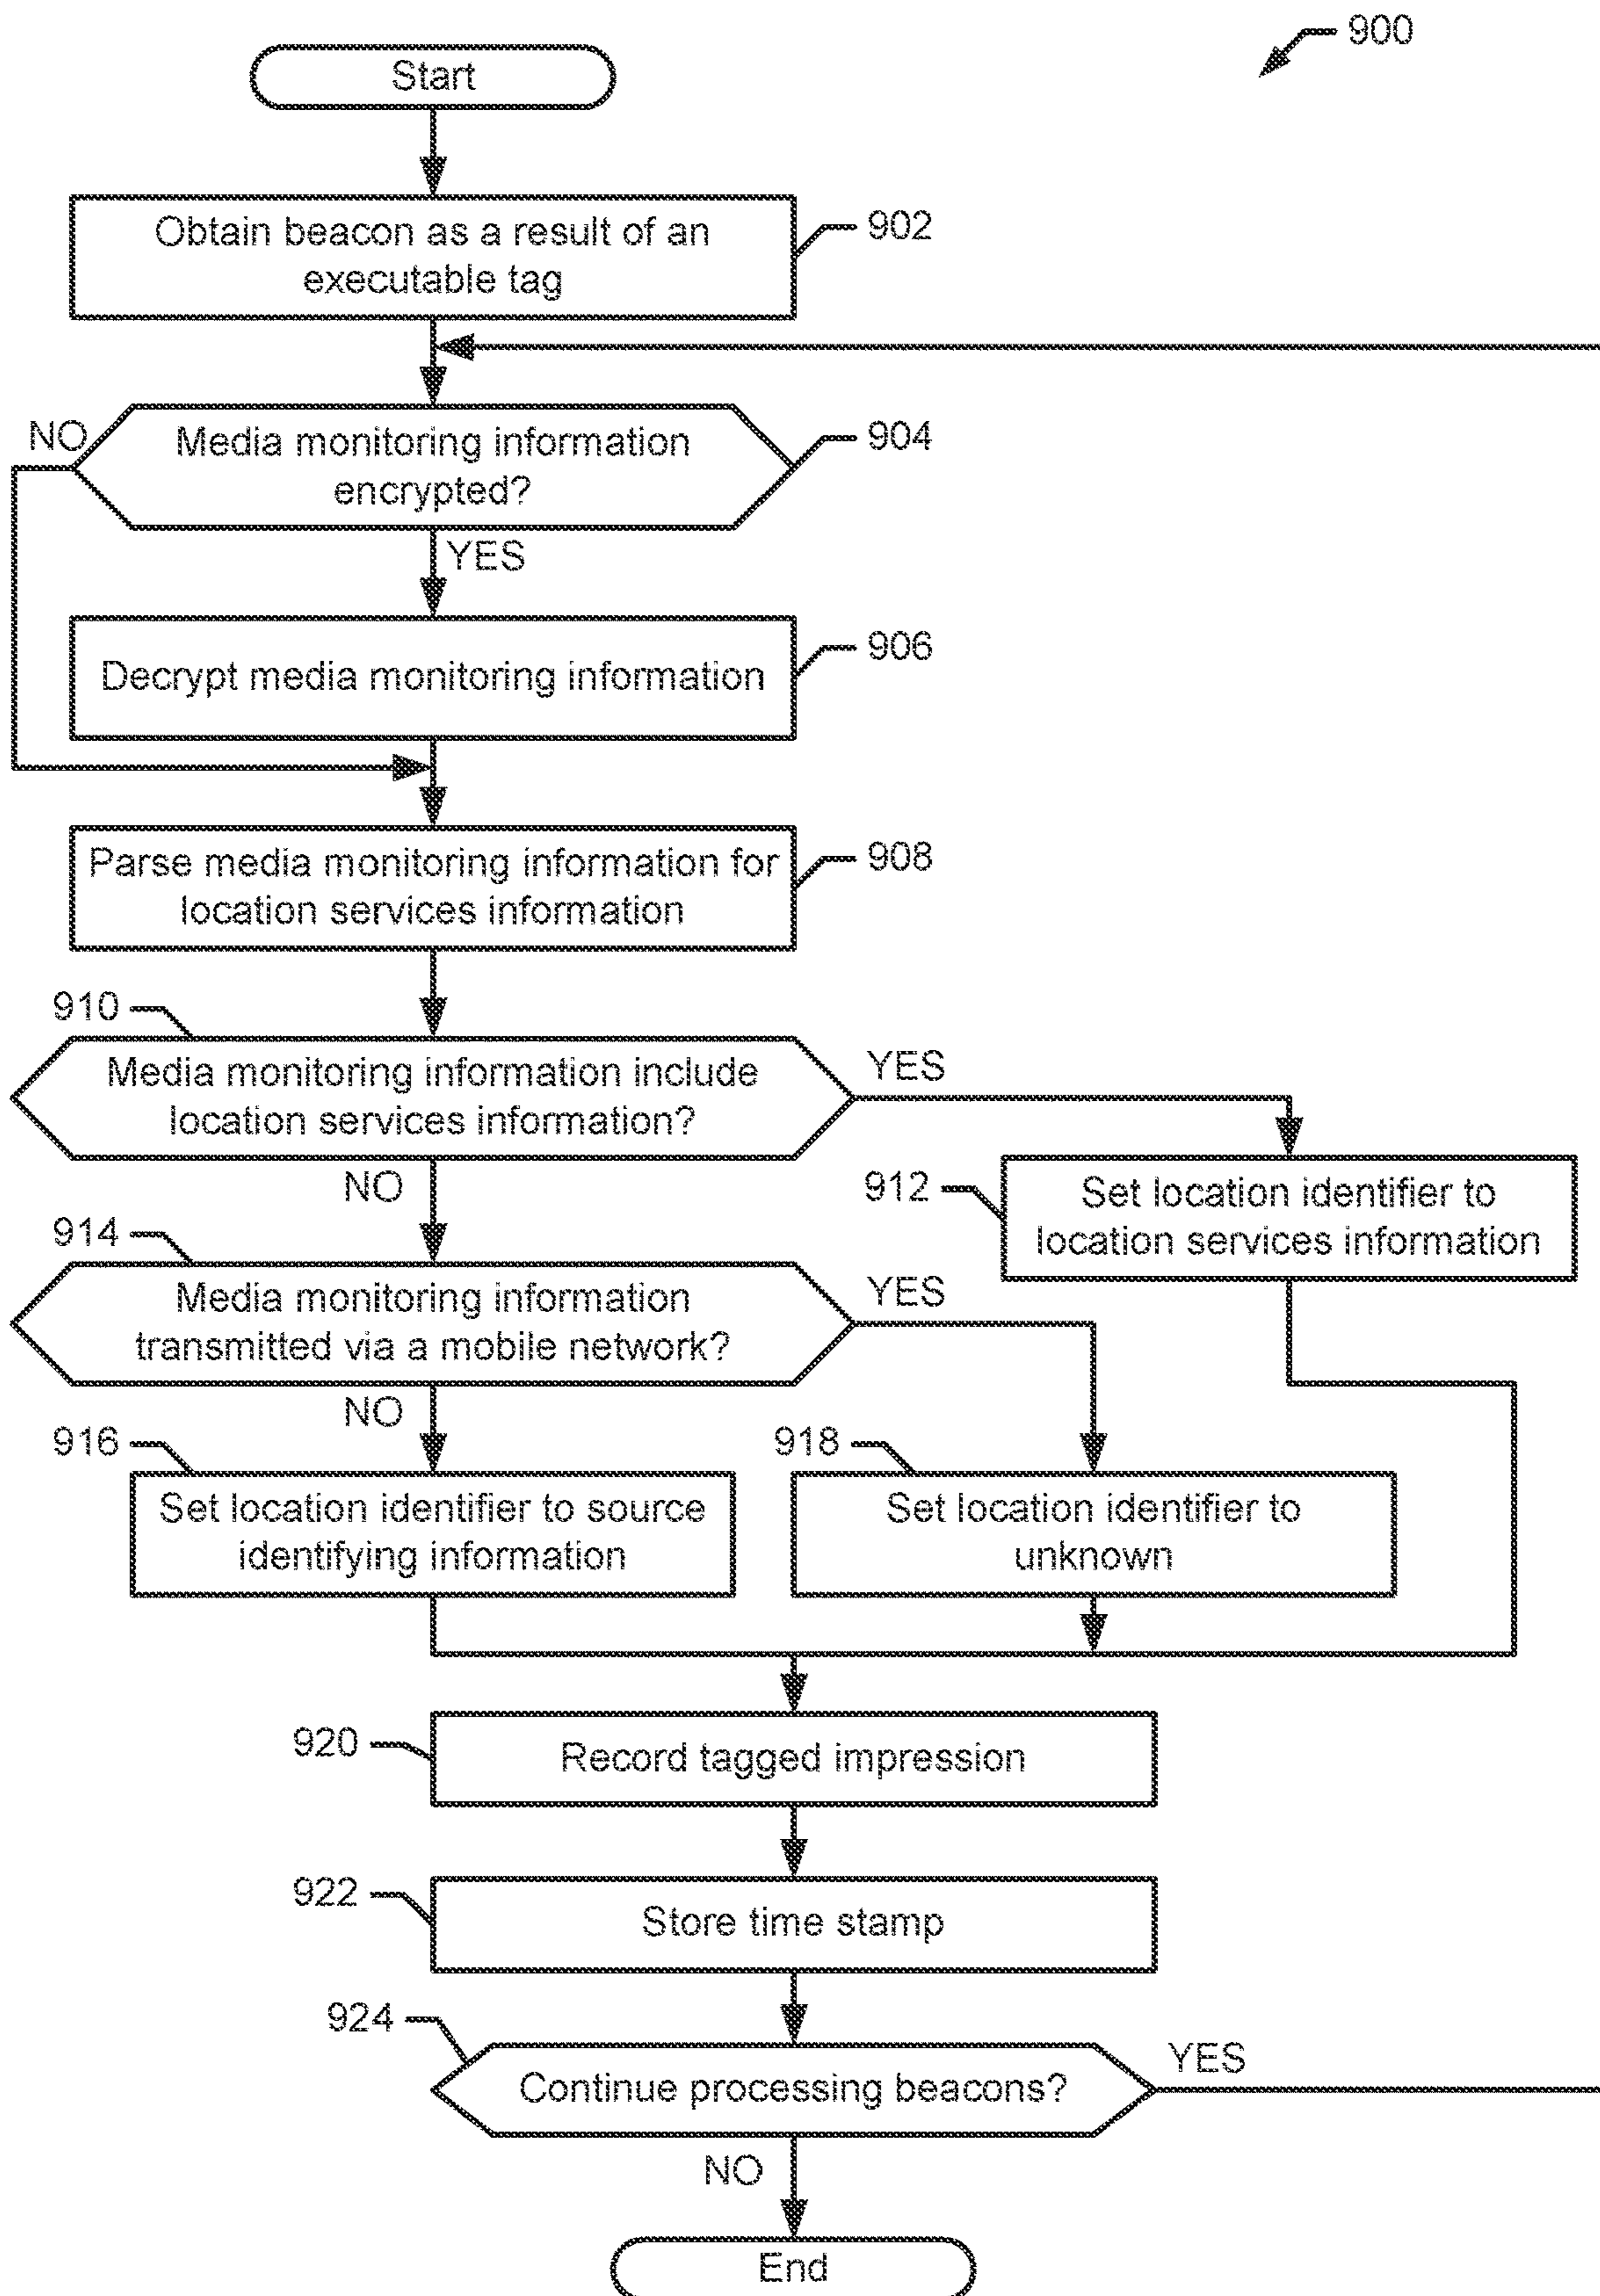 900
Start
Obtain beacon as a result of an
executable tag
902
NO
Media monitoring information
encrypted?
904
YES
Decrypt media monitoring information
906
Parse media monitoring information for
location services information
908
910
Media monitoring information include
location services information?
YES
NO
912
Set location identifier to
location services information
914
Media monitoring information
transmitted via a mobile network?
YES
NO
916
Set location identifier to source
identifying information
918
Set location identifier to
unknown
920
Record tagged impression
922
Store time stamp
924
Continue processing beacons?
YES
NO
End